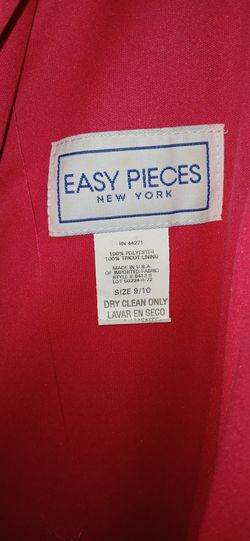 EASY PIECES
NEW YORK
RN 44271
100% POLYESTER
100% TRICOT LINING
MADE IN U.S.A.
OF IMPORTED FABRIC
SIZE 9/10
DRY CLEAN ONLY
LAVAR EN SECO